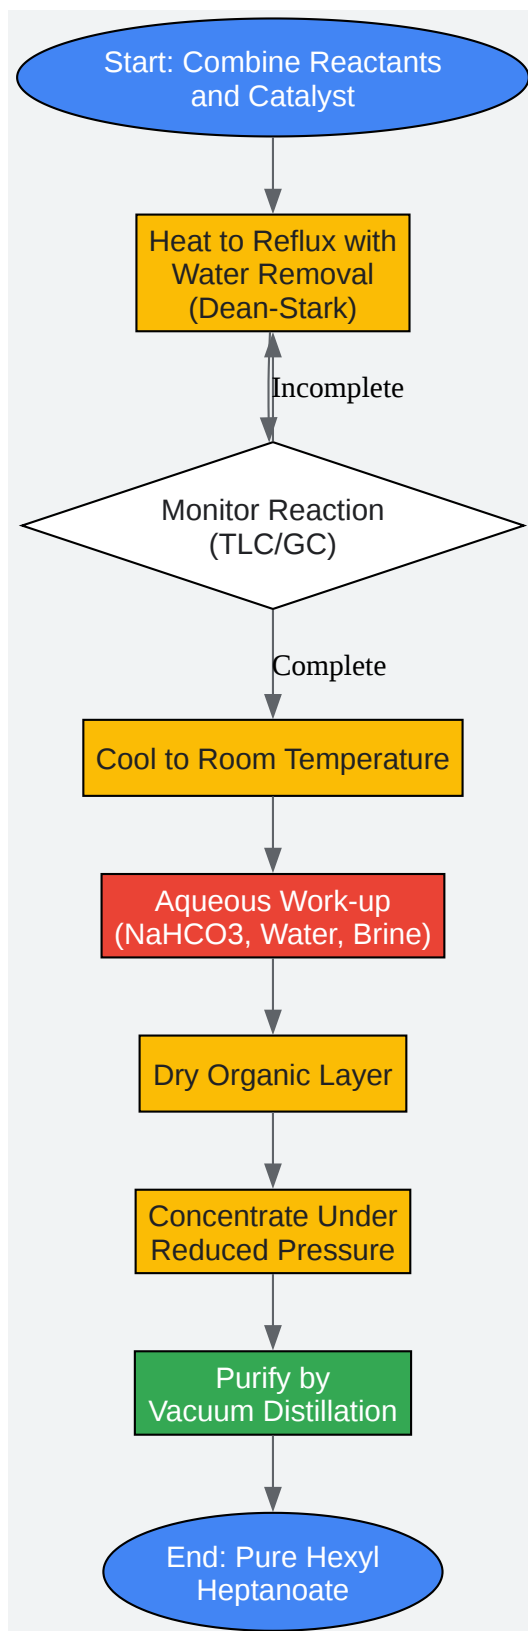 Start: Combine Reactants
and Catalyst
Heat to Reflux with
Water Removal
(Dean-Stark)
Incomplete
Monitor Reaction
(TLC/GC)
Complete
Cool to Room Temperature
Aqueous Work-up
(NaHCO3, Water, Brine)
Dry Organic Layer
Concentrate Under
Reduced Pressure
Purify by
Vacuum Distillation
End: Pure Hexyl
Heptanoate